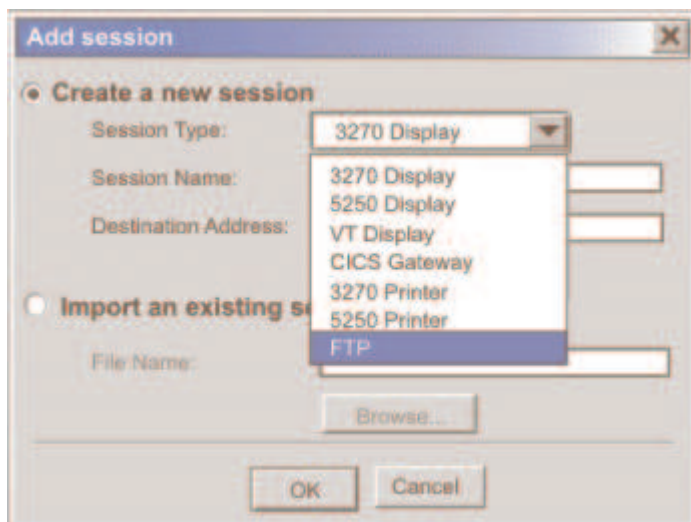 Add session
Create a new session
Session Type: 3270 Display
Session Name:
Destination Address:
3270 Display
5250 Display
VT Display
CICS Gateway
3270 Printer
5250 Printer
FTP
Import an existing
File Name:
Browse...
OK Cancel